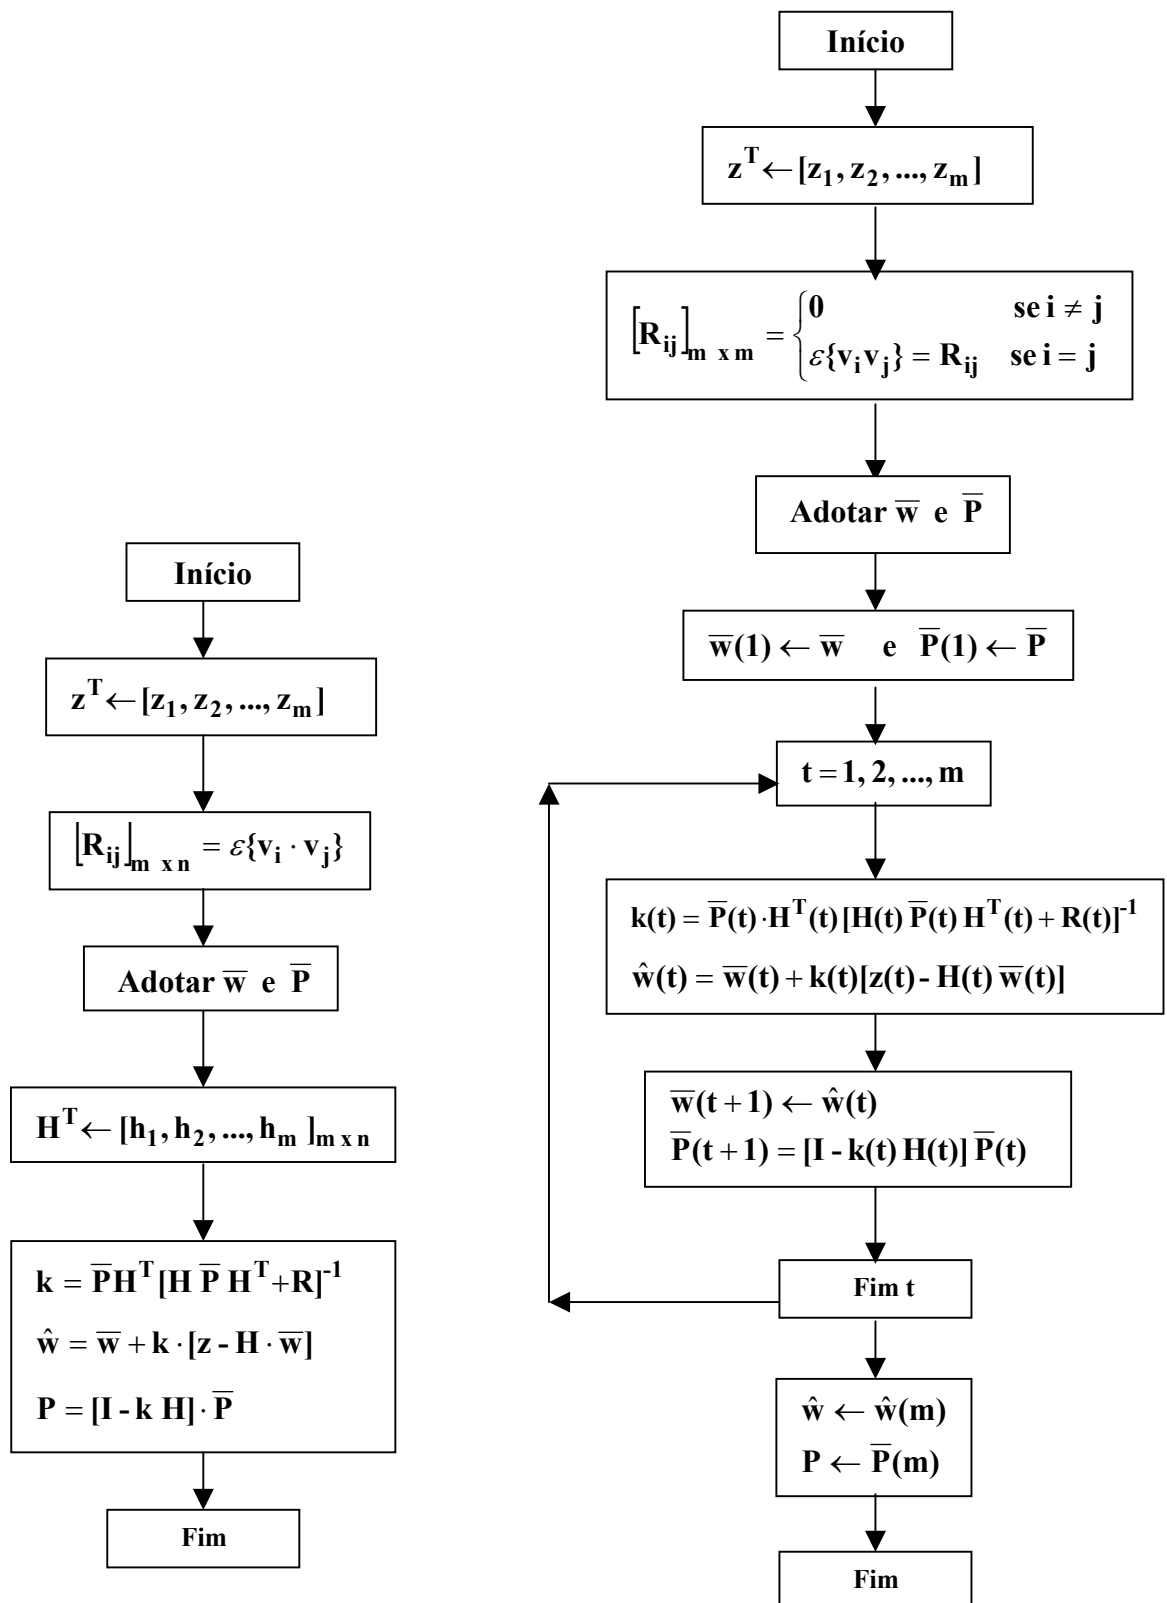 Início
z^T ← [z_1, z_2, ..., z_m]
[R_ij]_m x n = ε{v_i · v_j}
Adotar w̅ e P̅
H^T ← [h_1, h_2, ..., h_m ]_m x n
k = P̅H^T [H P̅ H^T+R]^-1
ŵ = w̅ + k · [z - H · w̅]
P = [I - k H] · P̅
Fim
Início
z^T ← [z_1, z_2, ..., z_m]
[R_ij]_m x m = { 0 se i ≠ j
ε{v_i v_j} = R_ij se i = j
Adotar w̅ e P̅
w̅(1) ← w̅ e P̅(1) ← P̅
t = 1, 2, ..., m
k(t) = P̅(t) · H^T(t) [H(t) P̅(t) H^T(t) + R(t)]^-1
ŵ(t) = w̅(t) + k(t)[z(t) - H(t) w̅(t)]
w̅(t + 1) ← ŵ(t)
P̅(t + 1) = [I - k(t) H(t)] P̅(t)
Fim t
ŵ ← ŵ(m)
P ← P̅(m)
Fim